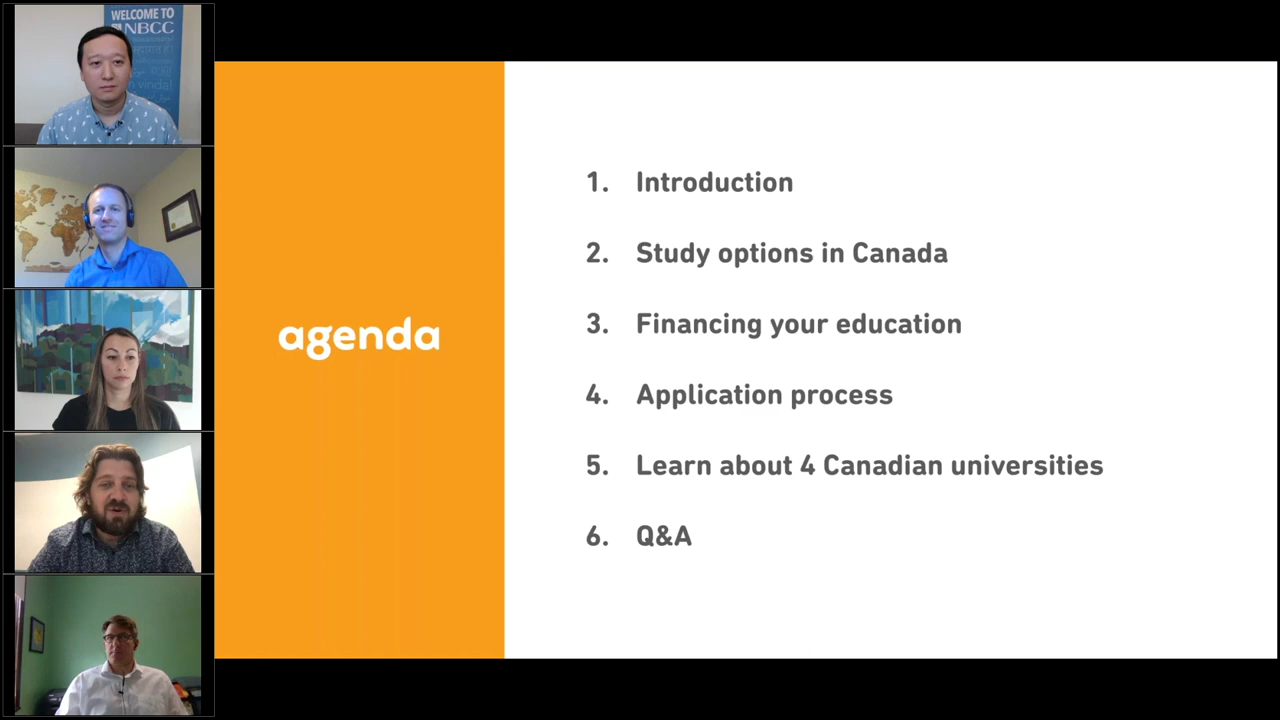 WELCOME TO
NBCC
agenda
1. Introduction
2. Study options in Canada
3. Financing your education
4. Application process
5. Learn about 4 Canadian universities
6. Q&A